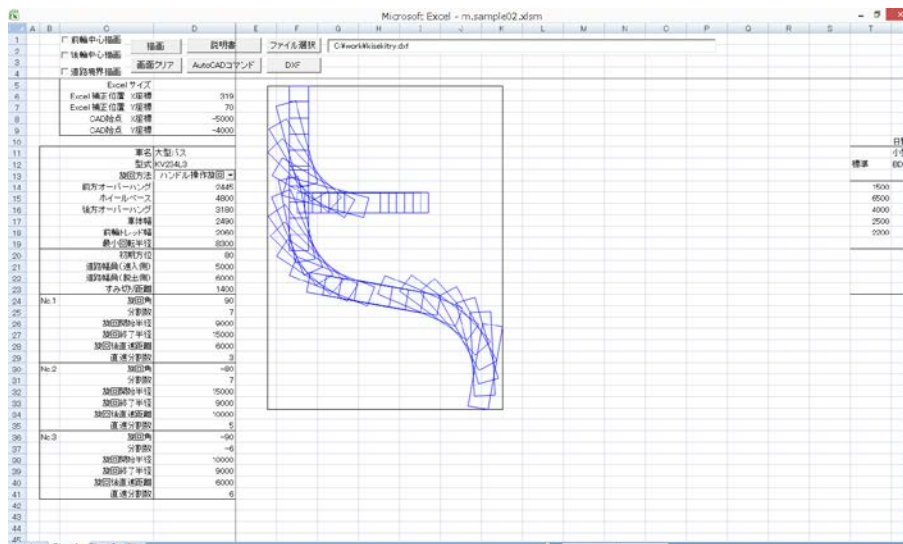 Microsoft Excel - m.sample02.xlsm
A B C D E F G H I J K L M N O P Q R S T
前輪中心描画 描画 説明書 ファイル選択 C:¥work¥kisekitry.dxf
後輪中心描画
画面クリア AutoCADコマンド DXF
道路境界描画
Excelサイズ
Excel補正位置 X座標 319
Excel補正位置 Y座標 70
CAD始点 X座標 -5000
CAD始点 Y座標 -4000
車名 大型バス
型式 KV234L3
標準
旋回方法 ハンドル操作旋回
前方オーバーハング 2445 1500
ホイールベース 4800 6500
後方オーバーハング 3180 4000
車体幅 2490 2500
前輪トレッド幅 2060 2200
最小回転半径 8300
初期方位 80
道路幅員(進入側) 5000
道路幅員(脱出側) 6000
すみ切り距離 1400
No.1 旋回角 90
分割数 7
旋回開始半径 9000
旋回終了半径 15000
旋回後直進距離 6000
直進分割数 3
No.2 旋回角 -80
分割数 7
旋回開始半径 15000
旋回終了半径 9000
旋回後直進距離 10000
直進分割数 5
No.3 旋回角 -90
分割数 -6
旋回開始半径 10000
旋回終了半径 9000
旋回後直進距離 6000
直進分割数 6